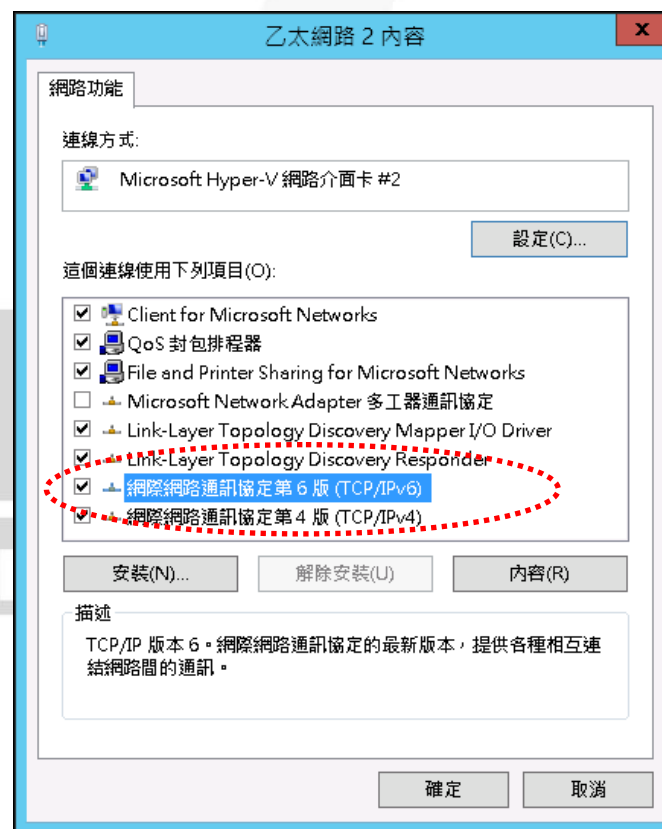 乙太網路 2 內容
x
網路功能
連線方式:
Microsoft Hyper-V 網路介面卡 #2
設定(C)...
這個連線使用下列項目(O):
Client for Microsoft Networks
QoS 封包排程器
File and Printer Sharing for Microsoft Networks
Microsoft Network Adapter 多工器通訊協定
Link-Layer Topology Discovery Mapper I/O Driver
Link-Layer Topology Discovery Responder
網際網路通訊協定第 6 版 (TCP/IPv6)
網際網路通訊協定第 4 版 (TCP/IPv4)
安裝(N)... 解除安裝(U) 內容(R)
描述
TCP/IP 版本 6。網際網路通訊協定的最新版本，提供各種相互連
結網路間的通訊。
確定 取消